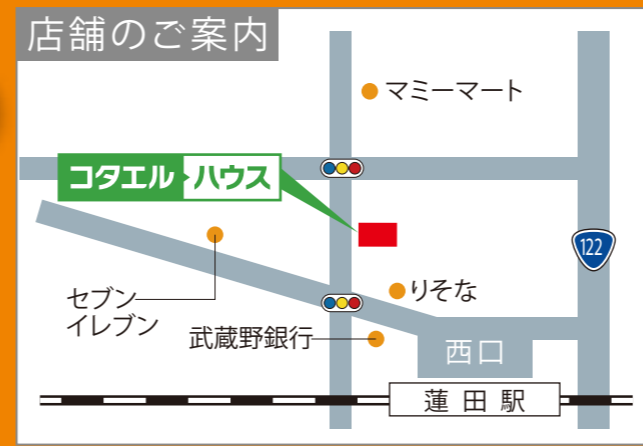 店舗のご案内
マミーマート
コタエル ハウス
122
セブン
イレブン
りそな
武蔵野銀行
西口
蓮田駅